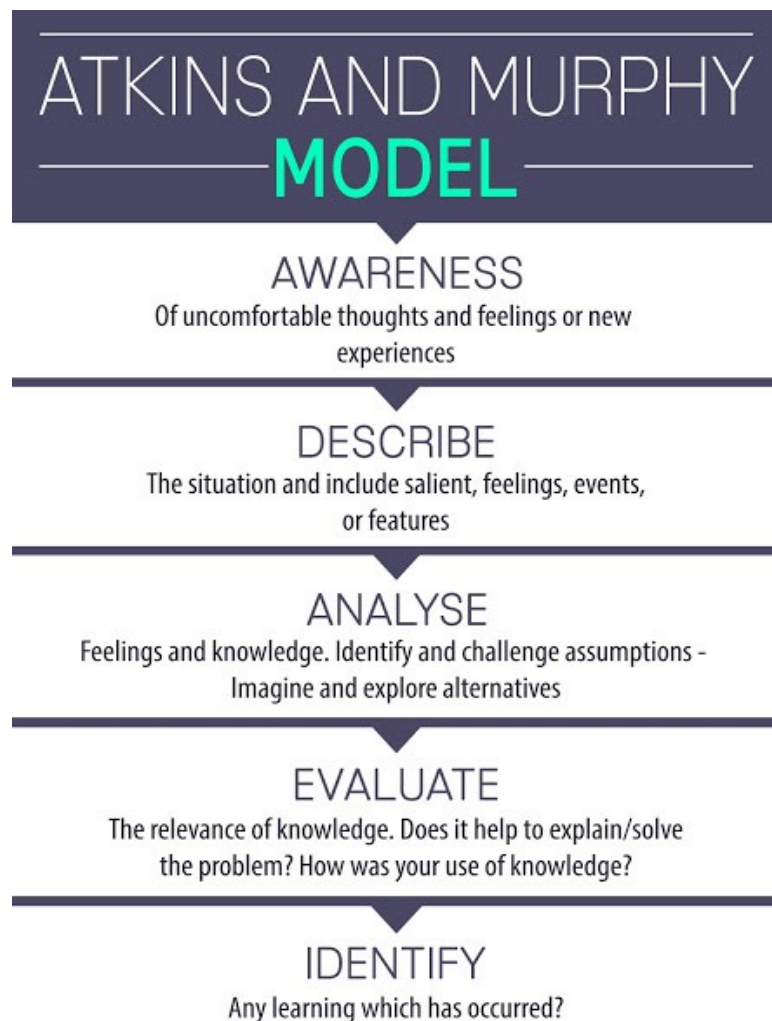 ATKINS AND MURPHY
MODEL
AWARENESS
Of uncomfortable thoughts and feelings or new
experiences
DESCRIBE
The situation and include salient, feelings, events,
or features
ANALYSE
Feelings and knowledge. Identify and challenge assumptions -
Imagine and explore alternatives
EVALUATE
The relevance of knowledge. Does it help to explain/solve
the problem? How was your use of knowledge?
IDENTIFY
Any learning which has occurred?